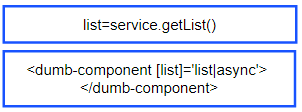 list=service.getList()
<dumb-component [list]='list|async'>
</dumb-component>